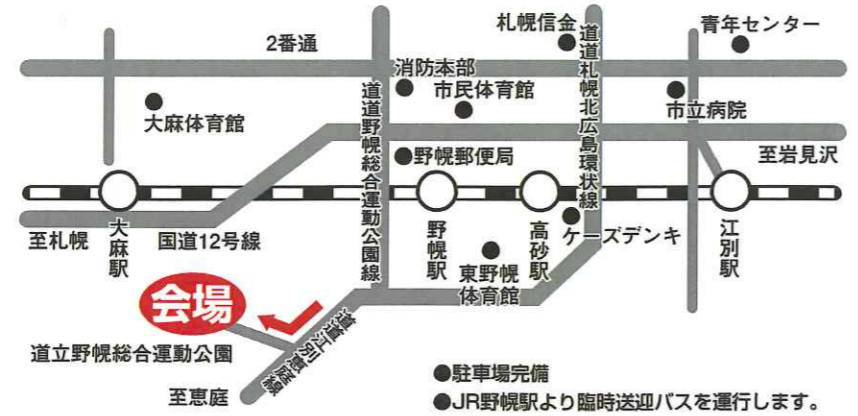 札幌信金
青年センター
2番通
消防本部
市民体育館
市立病院
大麻体育館
道道野幌総合運動公園線
道道札幌北広島環状線
野幌郵便局
至岩見沢
至札幌
大麻駅
国道12号線
野幌駅
高砂駅
ケーズデンキ
江別駅
東野幌
体育館
会場
道立野幌総合運動公園
道道江別恵庭線
至恵庭
●駐車場完備
●JR野幌駅より臨時送迎バスを運行します。